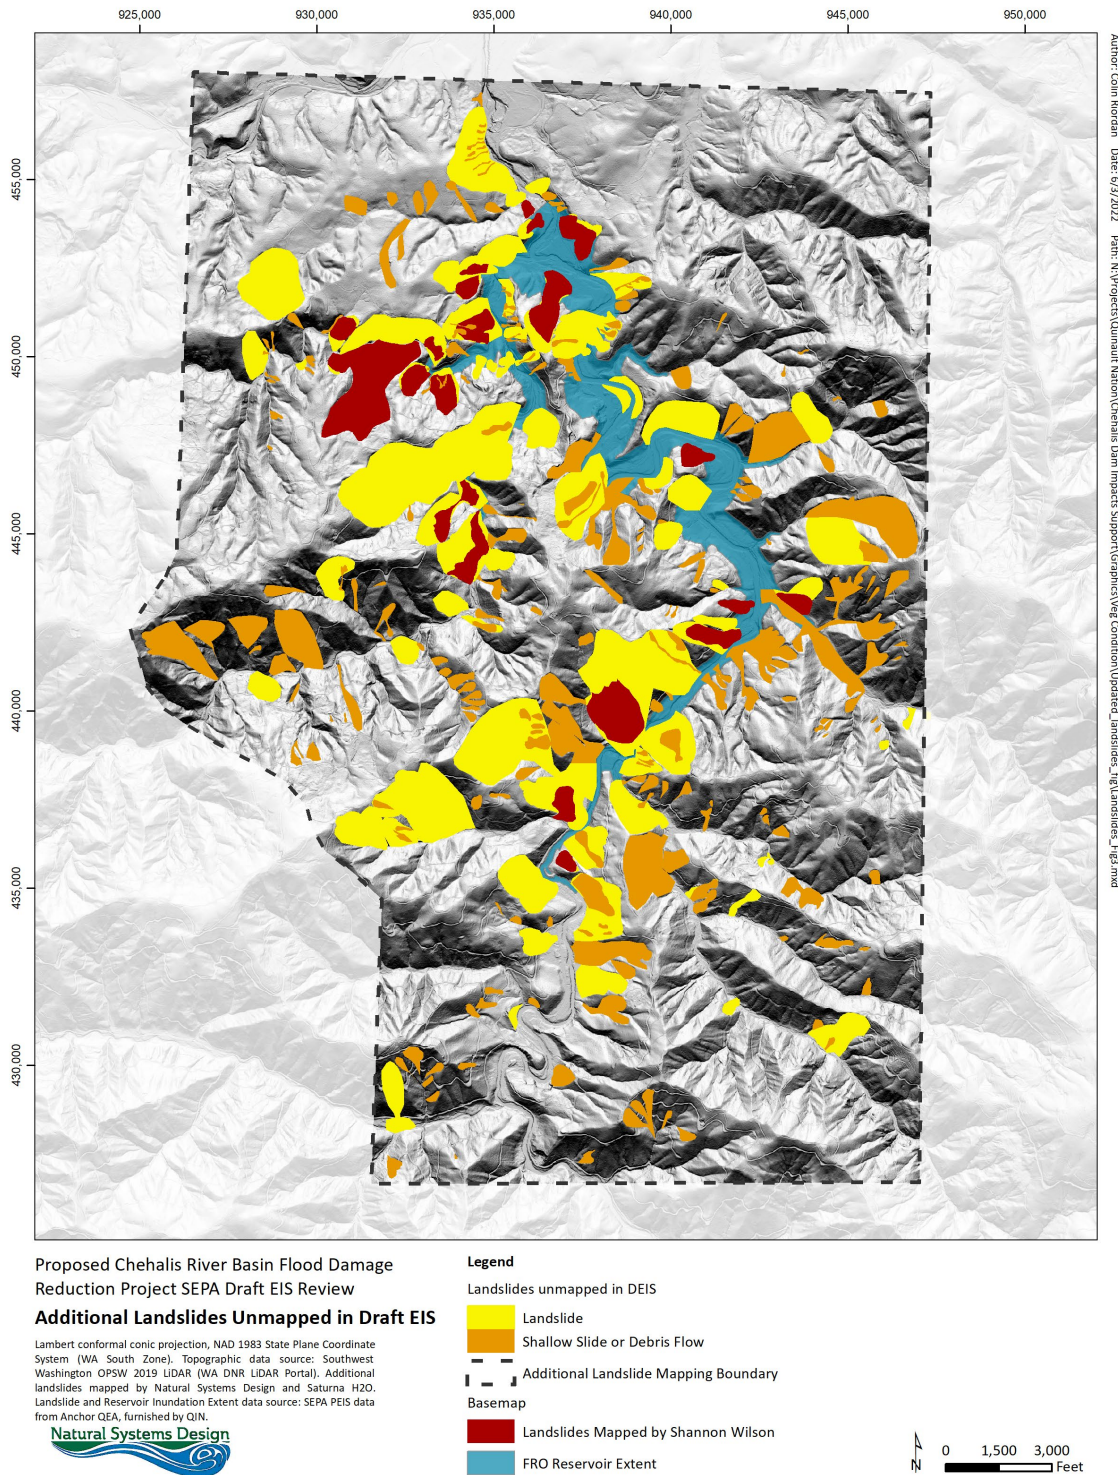 925,000 930,000 935,000 940,000 945,000 950,000
455,000
450,000
445,000
440,000
435,000
430,000
Author: Colin Riordan Date: 6/3/2022 Path: N:\Projects\Quinault Nation\Chehalis Dam Impacts Support\Graphics\Veg Condition\Updated_landslides_fig\Landslides_Fig3.mxd
Proposed Chehalis River Basin Flood Damage
Reduction Project SEPA Draft EIS Review
Additional Landslides Unmapped in Draft EIS
Lambert conformal conic projection, NAD 1983 State Plane Coordinate
System (WA South Zone). Topographic data source: Southwest
Washington OPSW 2019 LiDAR (WA DNR LiDAR Portal). Additional
landslides mapped by Natural Systems Design and Saturna H2O.
Landslide and Reservoir Inundation Extent data source: SEPA PEIS data
from Anchor QEA, furnished by QIN.
Natural Systems Design
Legend
Landslides unmapped in DEIS
Landslide
Shallow Slide or Debris Flow
Additional Landslide Mapping Boundary
Basemap
Landslides Mapped by Shannon Wilson
FRO Reservoir Extent
N
0 1,500 3,000
Feet